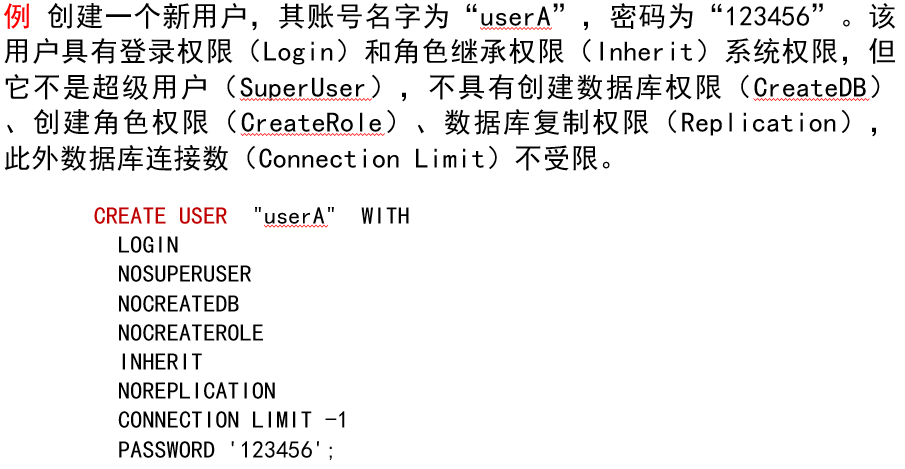 例 创建一个新用户，其账号名字为“userA”，密码为“123456”。该
用户具有登录权限（Login）和角色继承权限（Inherit）系统权限，但
它不是超级用户（SuperUser），不具有创建数据库权限（CreateDB）
、创建角色权限（CreateRole）、数据库复制权限（Replication），
此外数据库连接数（Connection Limit）不受限。
CREATE USER "userA" WITH
LOGIN
NOSUPERUSER
NOCREATEDB
NOCREATEROLE
INHERIT
NOREPLICATION
CONNECTION LIMIT -1
PASSWORD '123456';